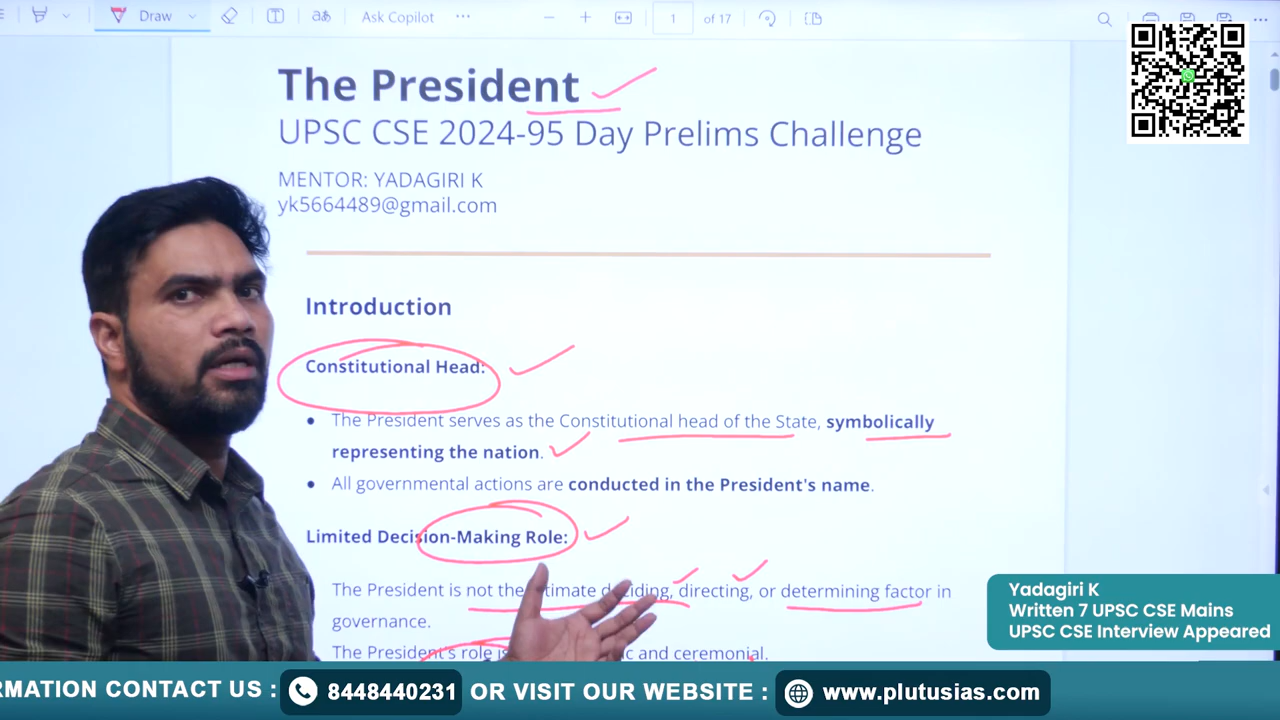 Draw
aあ
Ask Copilot
1
of 17
The President
UPSC CSE 2024-95 Day Prelims Challenge
MENTOR: YADAGIRI K
yk5664489@gmail.com
Introduction
Constitutional Head:
• The President serves as the Constitutional head of the State, symbolically
representing the nation.
• All governmental actions are conducted in the President's name.
Limited Decision-Making Role:
The President is not the deciding, directing, or determining factor in
governance.
The President's role is and ceremonial.
Yadagiri K
Written 7 UPSC CSE Mains
UPSC CSE Interview Appeared
RMATION CONTACT US : 8448440231 OR VISIT OUR WEBSITE : www.plutusias.com